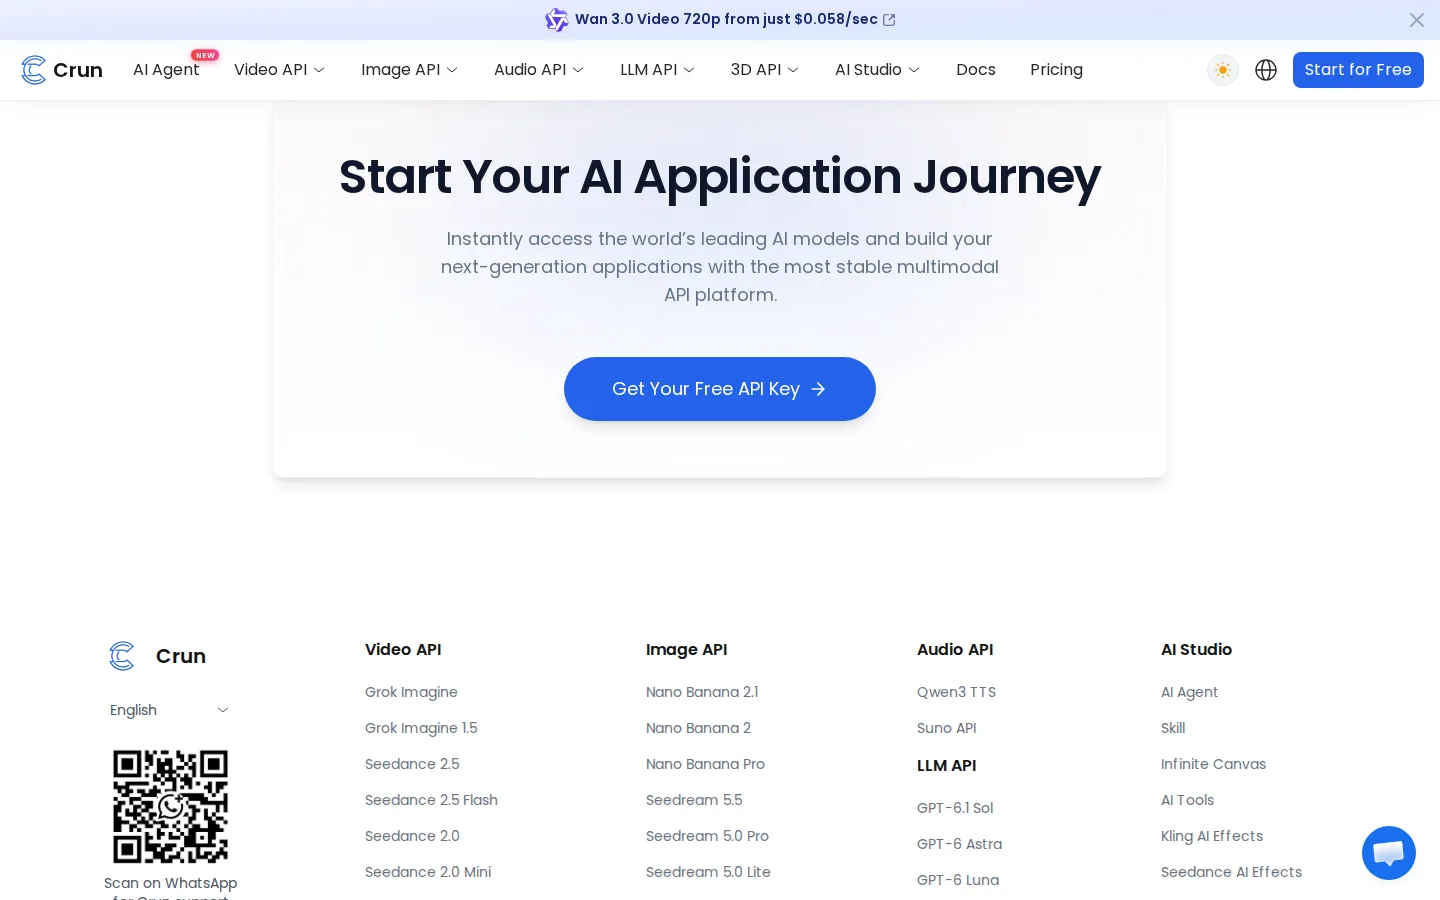 Wan 3.0 Video 720p from just $0.058/sec
Crun
AI Agent
NEW
Video API
Image API
Audio API
LLM API
3D API
AI Studio
Docs
Pricing
Start for Free
Start Your AI Application Journey
Instantly access the world’s leading AI models and build your
next-generation applications with the most stable multimodal
API platform.
Get Your Free API Key
Crun
English
Scan on WhatsApp
for Crun support
Video API
Grok Imagine
Grok Imagine 1.5
Seedance 2.5
Seedance 2.5 Flash
Seedance 2.0
Seedance 2.0 Mini
Image API
Nano Banana 2.1
Nano Banana 2
Nano Banana Pro
Seedream 5.5
Seedream 5.0 Pro
Seedream 5.0 Lite
Audio API
Qwen3 TTS
Suno API
LLM API
GPT-6.1 Sol
GPT-6 Astra
GPT-6 Luna
AI Studio
AI Agent
Skill
Infinite Canvas
AI Tools
Kling AI Effects
Seedance AI Effects